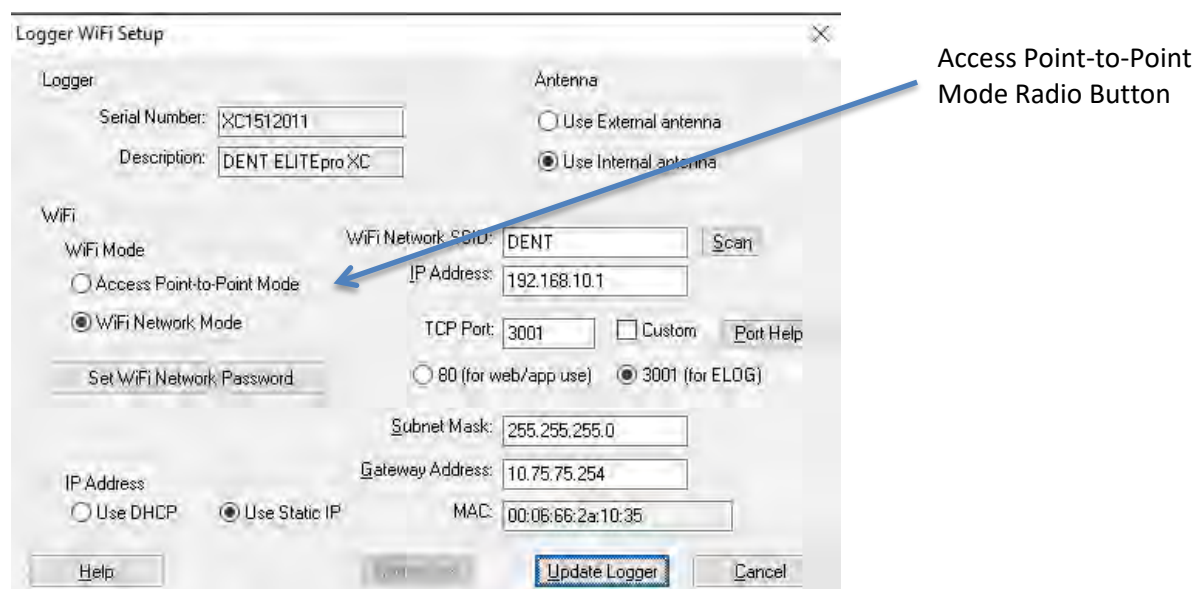 Logger WiFi Setup
Access Point-to-Point
Mode Radio Button
Logger
Antenna
Serial Number: XC1512011
Use External antenna
Description: DENT ELITEpro XC
Use Internal antenna
WiFi
WiFi Mode
WiFi Network SSID: DENT Scan
Access Point-to-Point Mode
IP Address: 192.168.10.1
WiFi Network Mode
TCP Port: 3001 Custom Port Help
Set WiFi Network Password
80 (for web/app use) 3001 (for ELOG)
Subnet Mask: 255.255.255.0
Gateway Address: 10.75.75.254
IP Address
Use DHCP Use Static IP
MAC: 00:06:66:2a:10:35
Help Update Logger Cancel